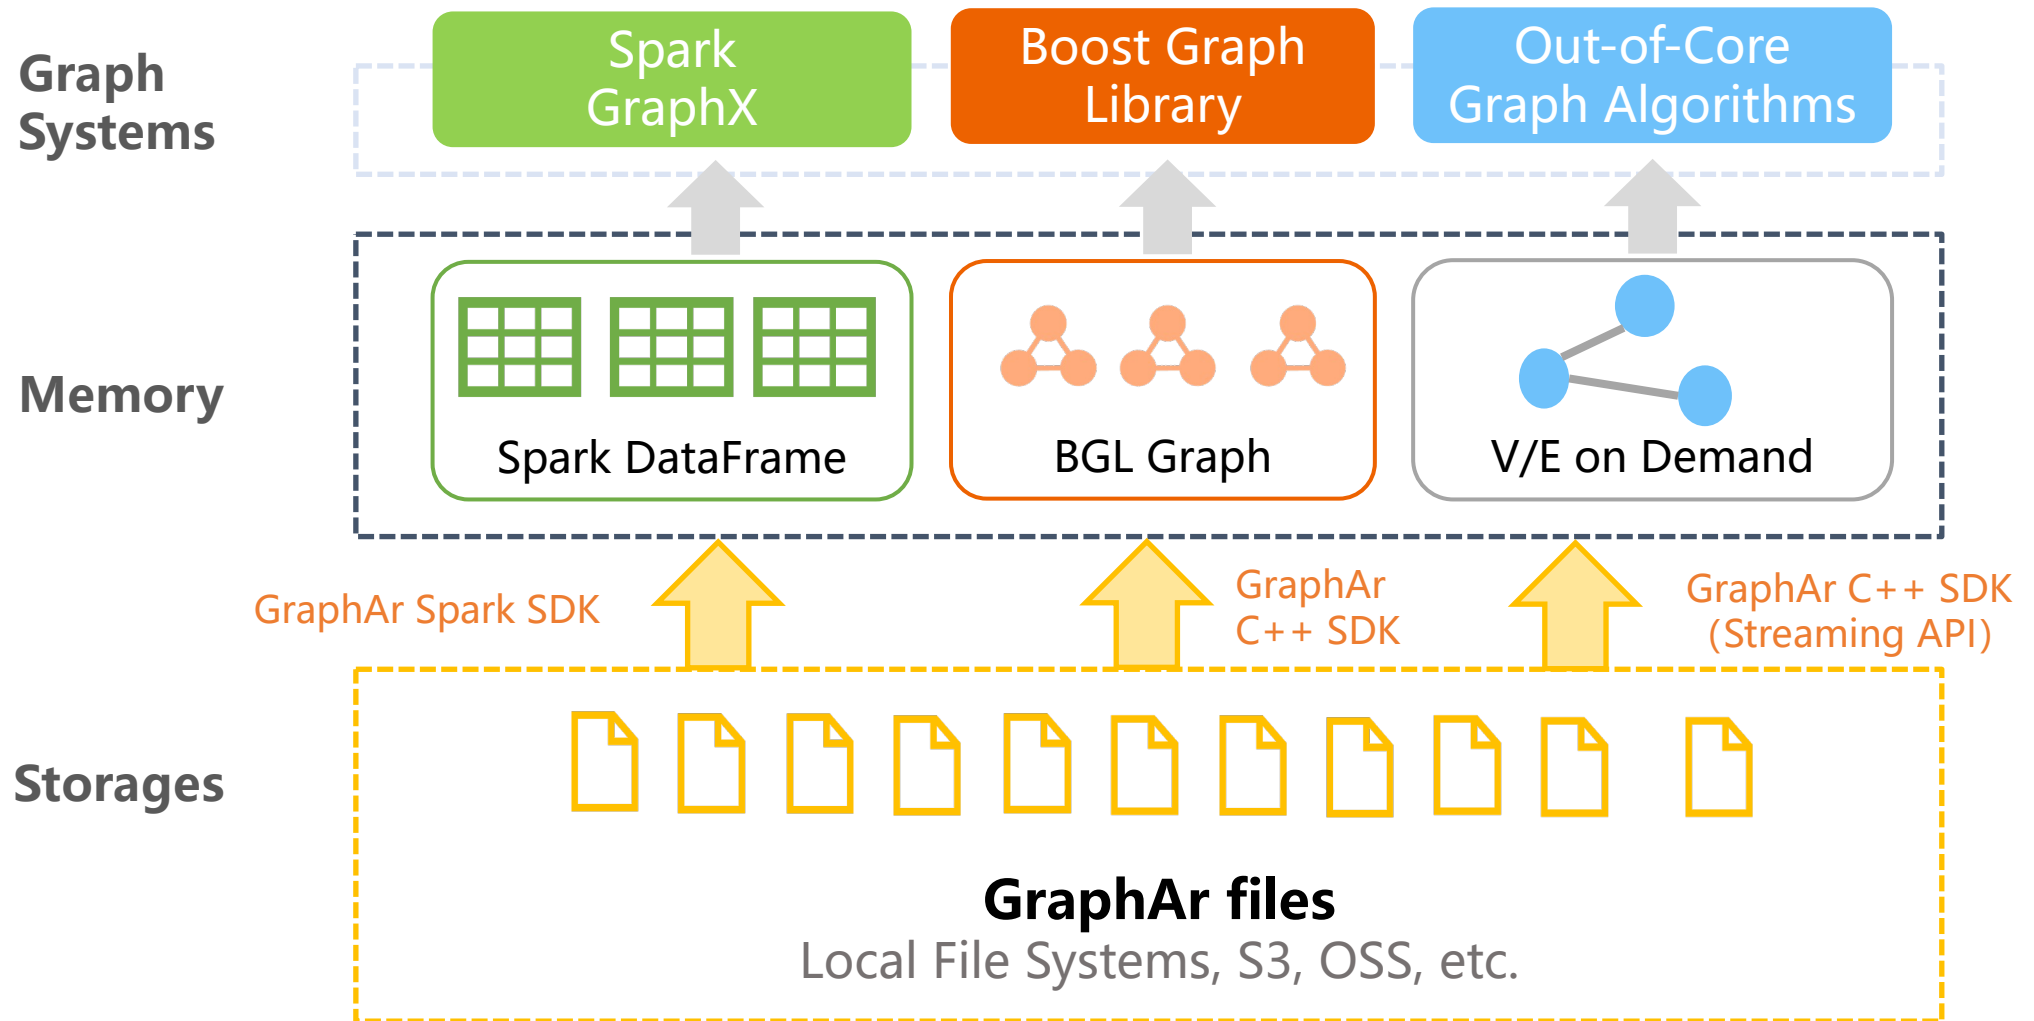 Graph
Systems
Spark
GraphX
Boost Graph
Library
Out-of-Core
Graph Algorithms
Memory
Spark DataFrame
BGL Graph
V/E on Demand
GraphAr Spark SDK
GraphAr
C++ SDK
GraphAr C++ SDK
(Streaming API)
Storages
GraphAr files
Local File Systems, S3, OSS, etc.